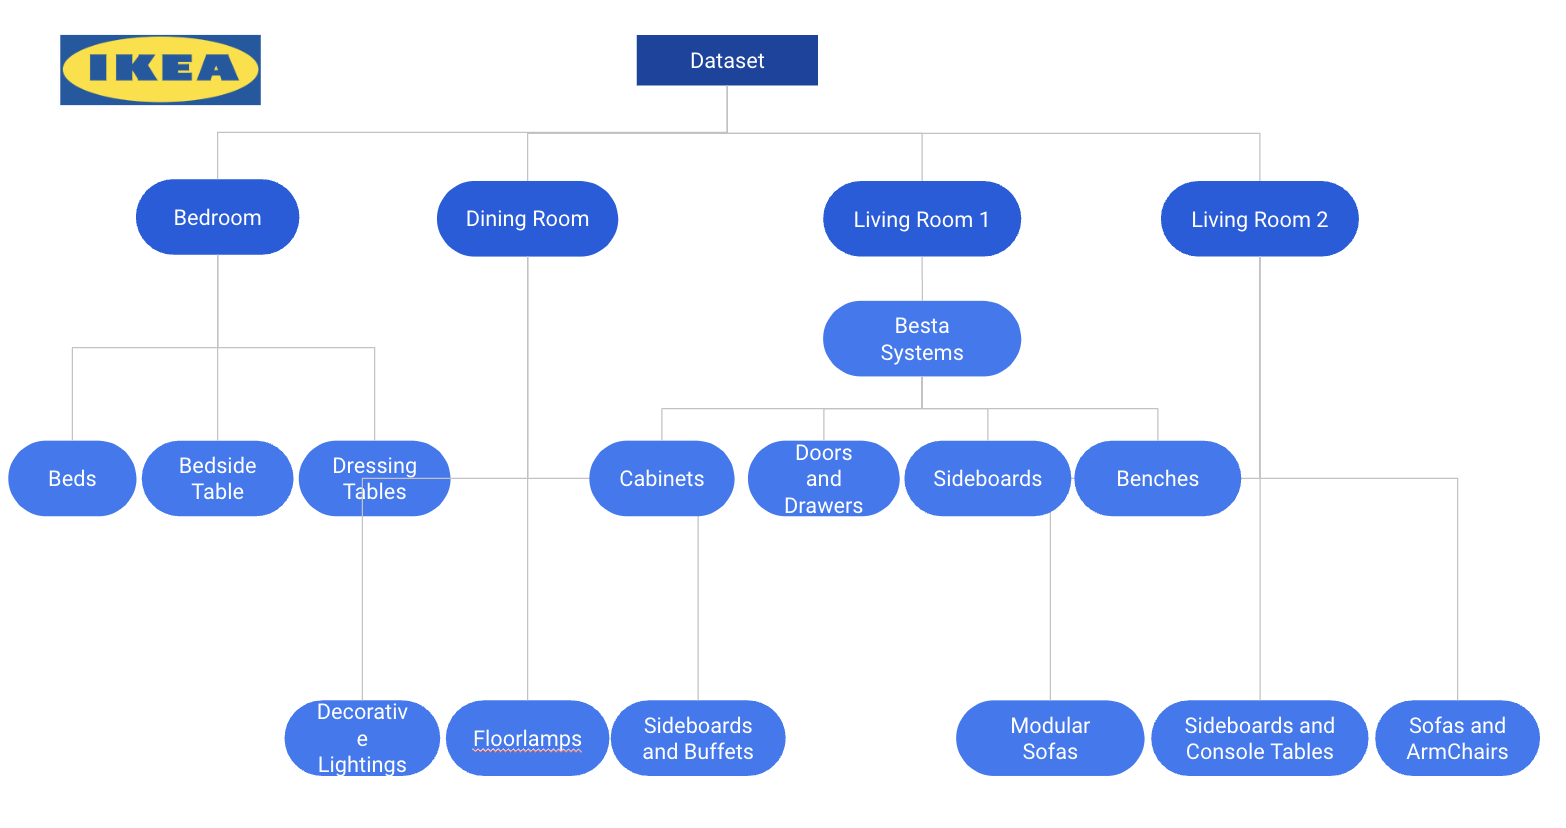 IKEA
Dataset
Bedroom
Dining Room
Living Room 1
Living Room 2
Besta
Systems
Beds
Bedside
Table
Dressing
Tables
Cabinets
Doors
and
Drawers
Sideboards
Benches
Decorativ
e
Lightings
Floorlamps
Sideboards
and Buffets
Modular
Sofas
Sideboards and
Console Tables
Sofas and
ArmChairs